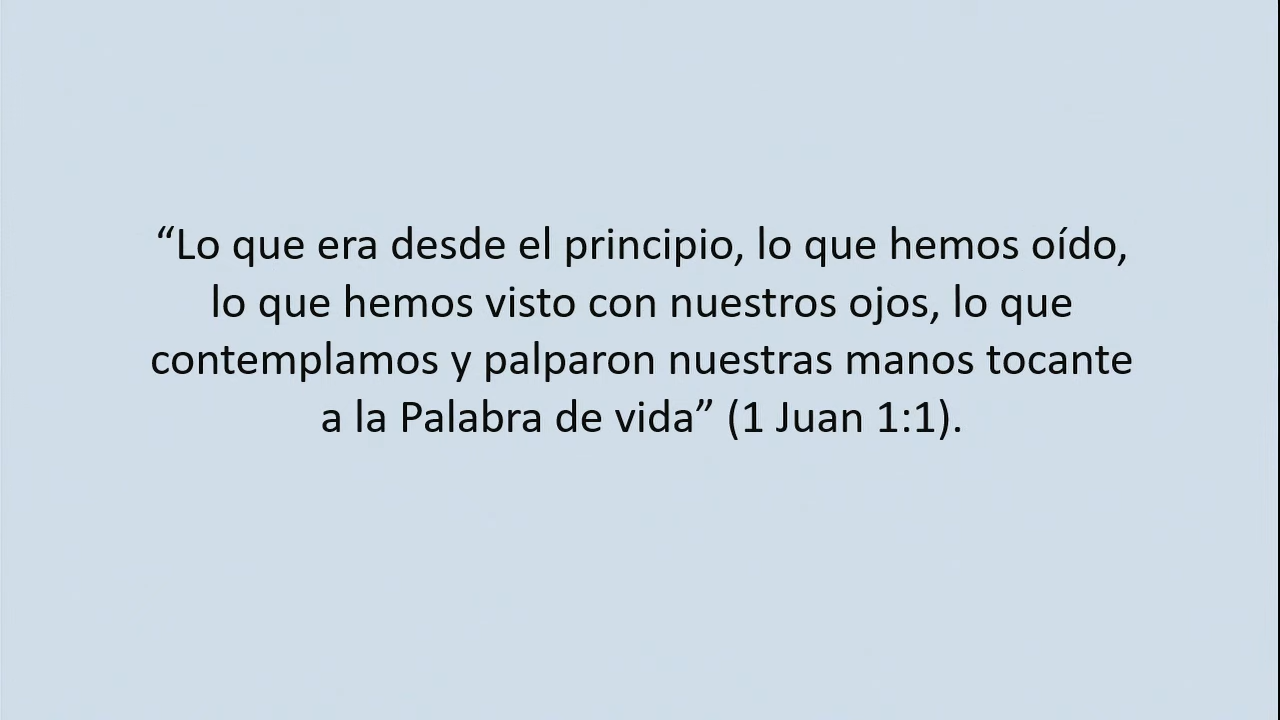 “Lo que era desde el principio, lo que hemos oído,
lo que hemos visto con nuestros ojos, lo que
contemplamos y palparon nuestras manos tocante
a la Palabra de vida” (1 Juan 1:1).